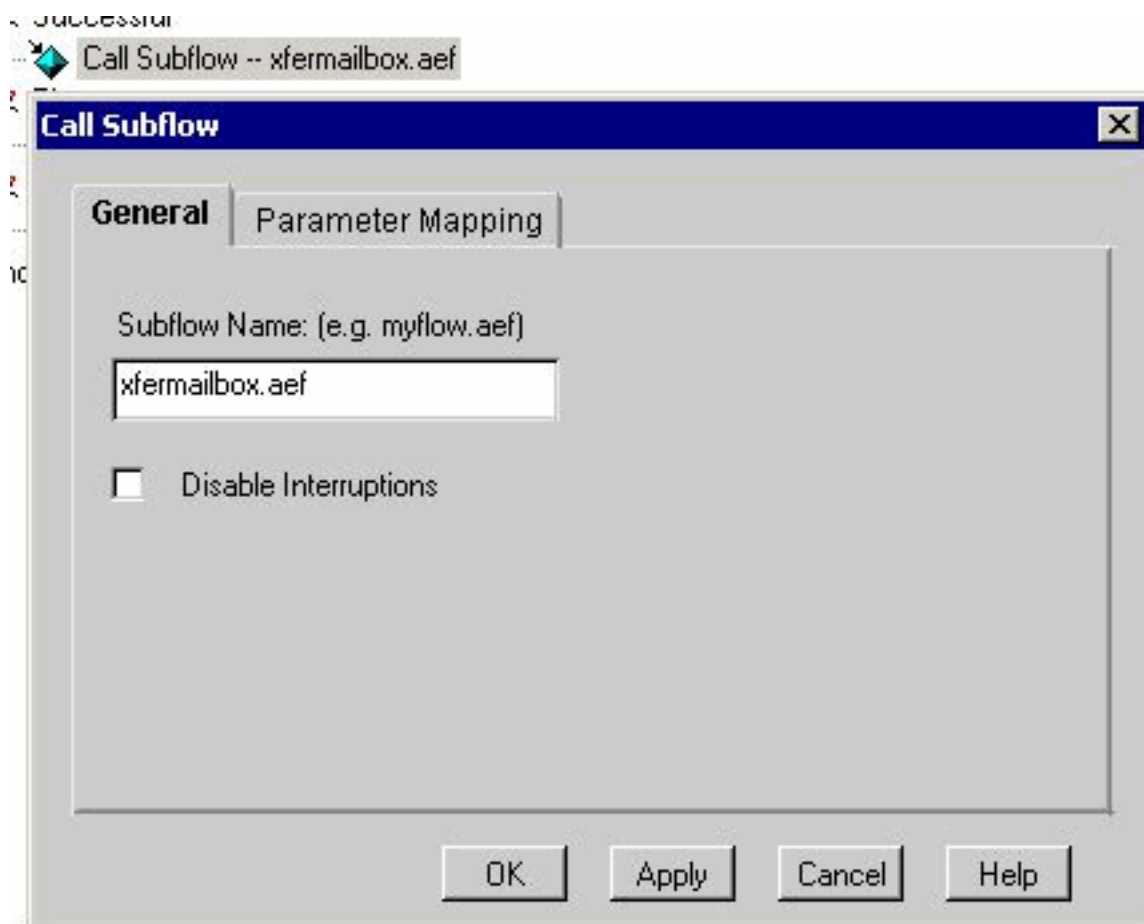 Successful
Call Subflow -- xfermailbox.aef
Call Subflow
General
Parameter Mapping
Subflow Name: (e.g. myflow.aef)
xfermailbox.aef
Disable Interruptions
OK Apply Cancel Help